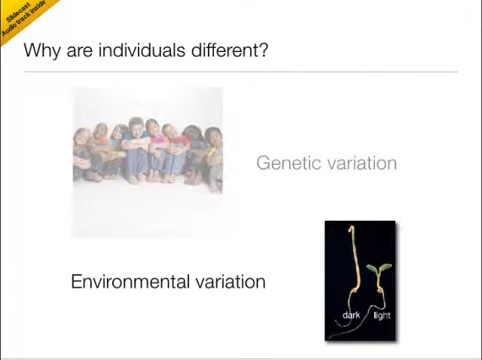 Slidecast
Audio track inside
Why are individuals different?
Genetic variation
Environmental variation
dark light